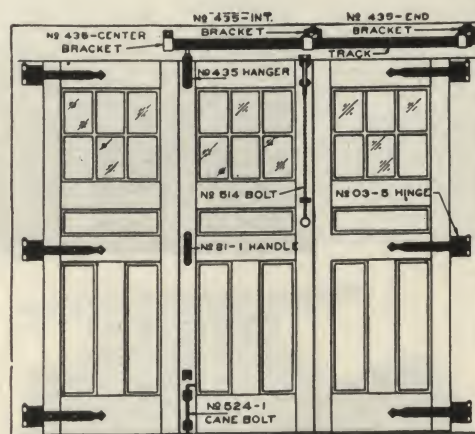 № 435-INT.
BRACKET
№ 439-END
BRACKET
№ 436-CENTER
BRACKET
TRACK
№ 435 HANGER
№ 514 BOLT
№ 03-5 HINGE
№ 81-1 HANDLE
№ 524-1
CANE BOLT